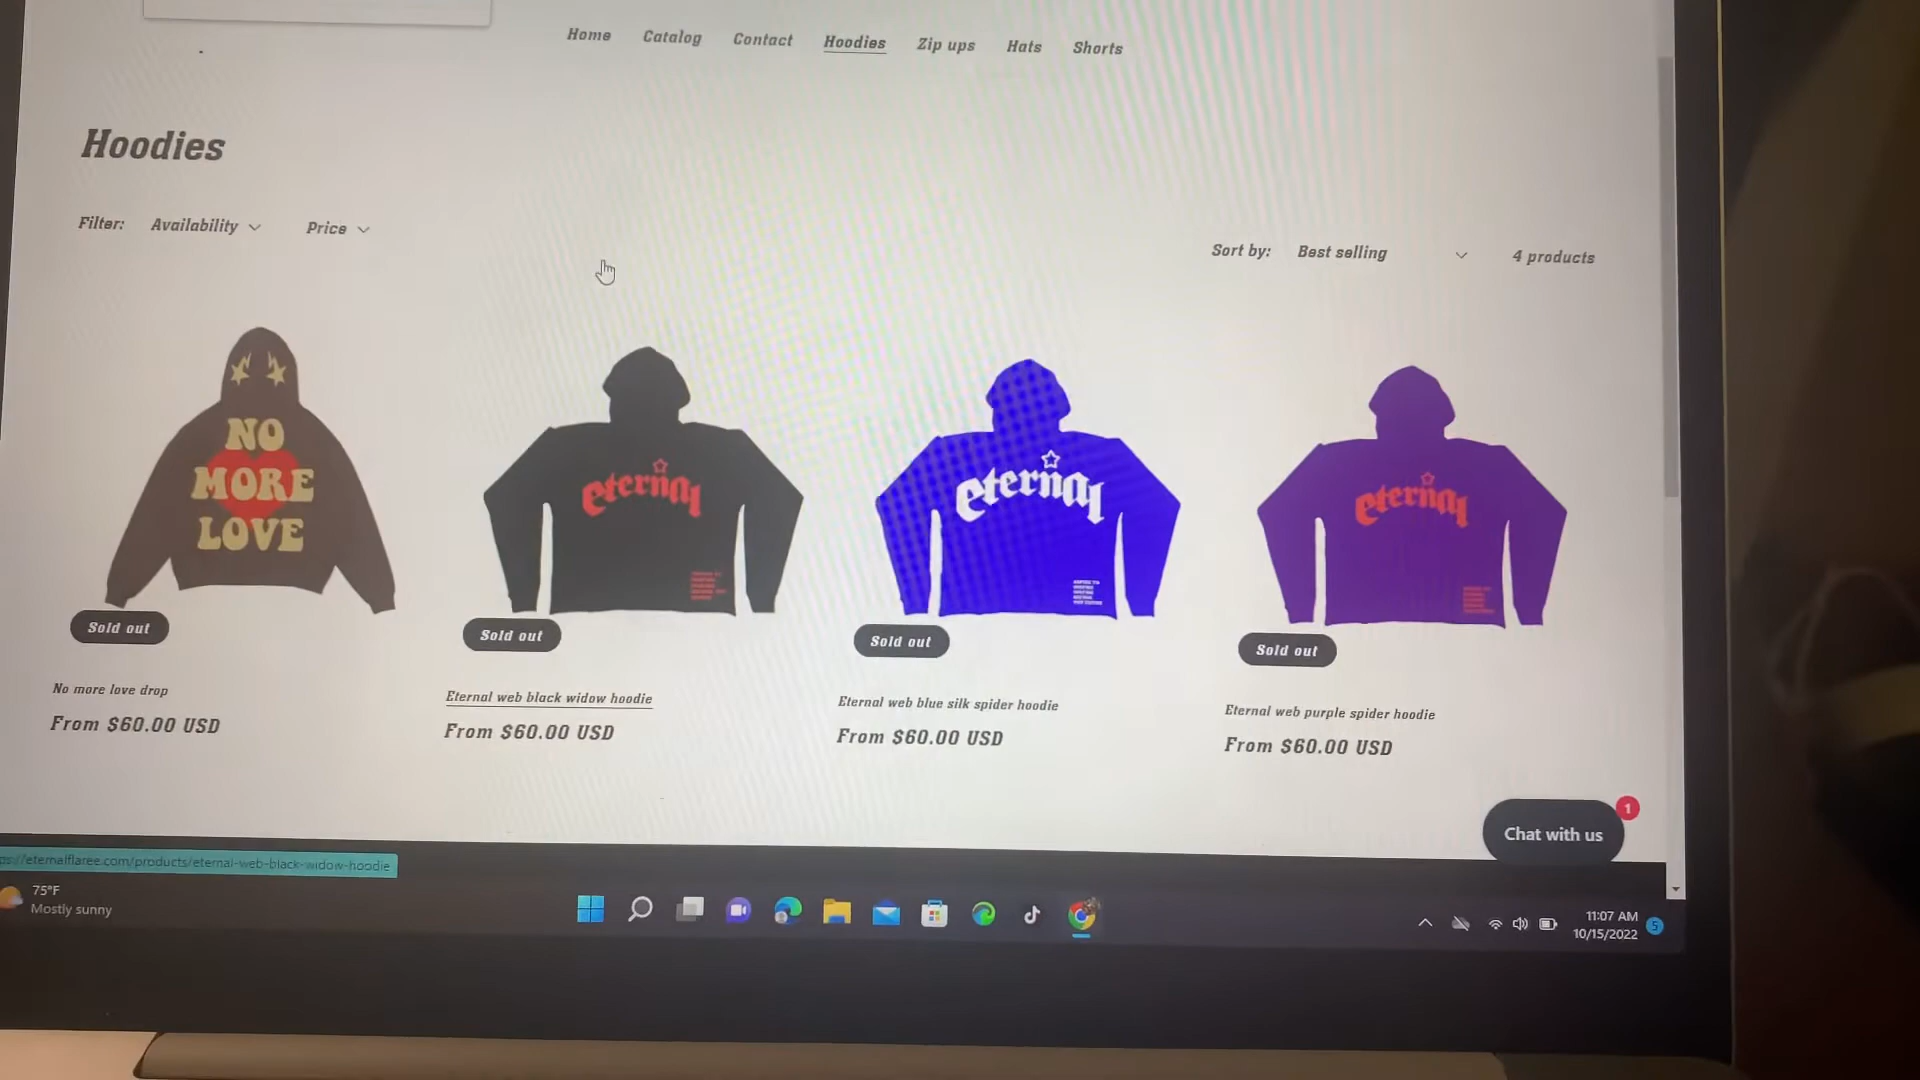 Home Catalog Contact Hoodies Zip ups Hats Shorts
Hoodies
Filter: Availability Price
Sort by: Best selling 4 products
NO
MORE
LOVE
eternal
eternal
eternal
Sold out
Sold out
Sold out
Sold out
No more love drop
From $60.00 USD
Eternal web black widow hoodie
From $60.00 USD
Eternal web blue silk spider hoodie
From $60.00 USD
Eternal web purple spider hoodie
From $60.00 USD
1
Chat with us
ps://eternalflaree.com/products/eternal-web-black-widow-hoodie
75°F
Mostly sunny
11:07 AM
10/15/2022
5